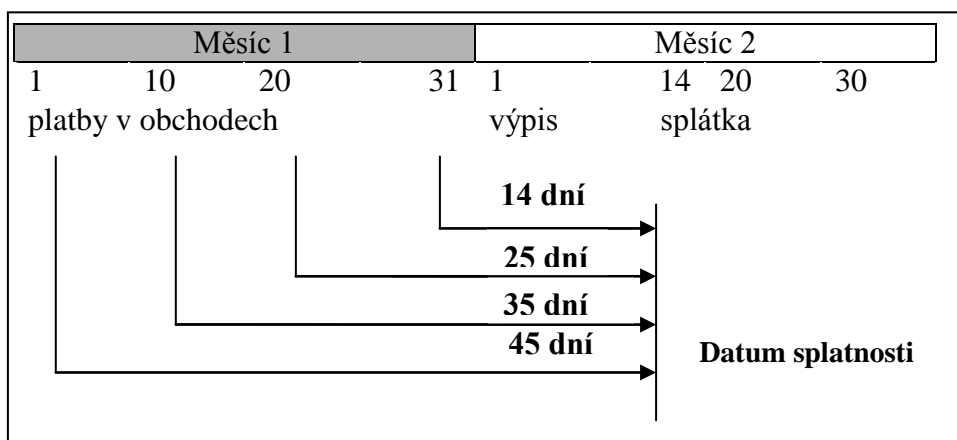 Měsíc 1 Měsíc 2
1 10 20 31 1 14 20 30
platby v obchodech výpis splátka
14 dní
25 dní
35 dní
45 dní
Datum splatnosti